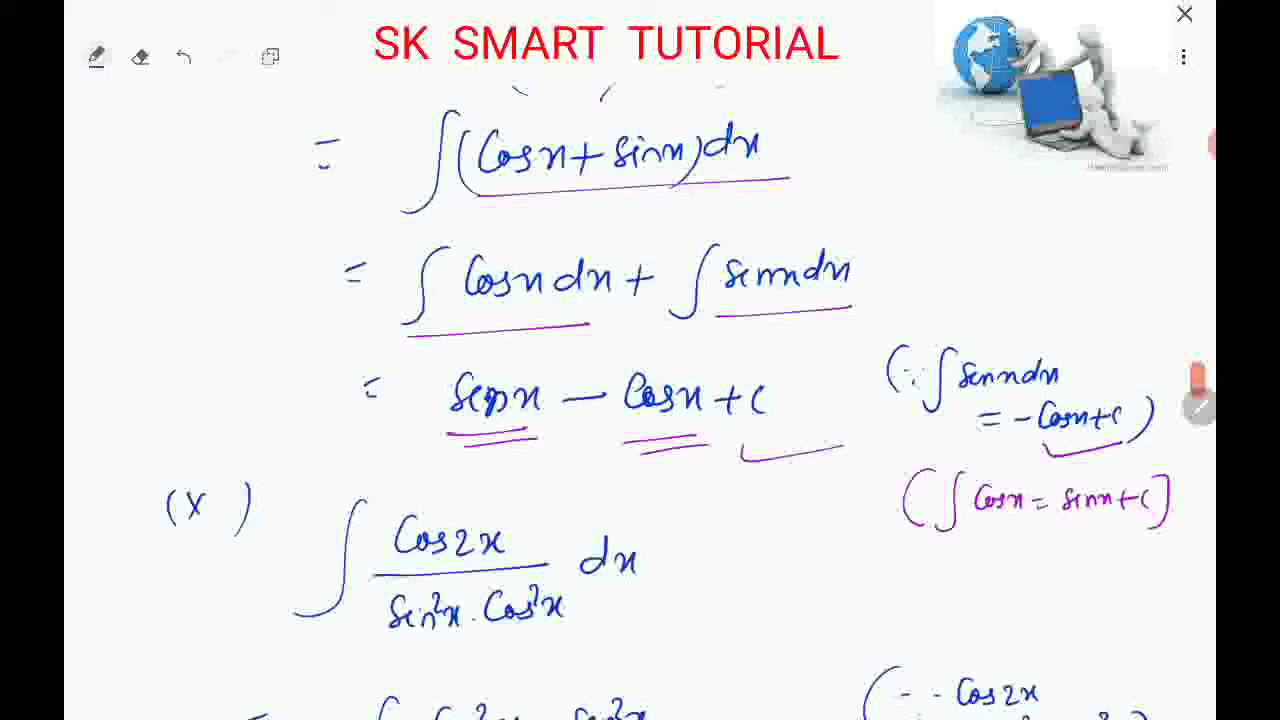 SK SMART TUTORIAL
= ∫(Cosx + sinx)dx
= ∫ Cosx dx + ∫ sinx dx
= sinx - Cosx + c
(∵ ∫ sinx dx
= - Cosx + c)
(∫ Cosx = sinx + c]
(x)
∫ Cos2x / Sin²x . Cos²x dx
Cos2x